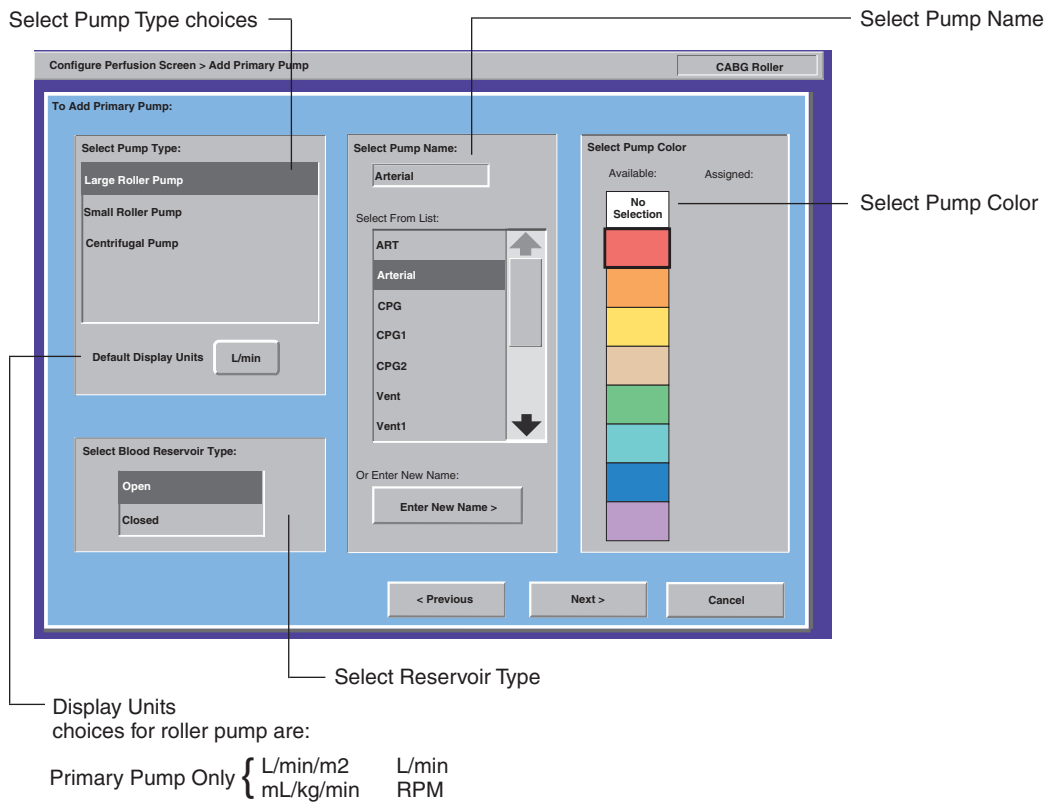 Select Pump Type choices
Select Pump Name
Configure Perfusion Screen > Add Primary Pump
CABG Roller
To Add Primary Pump:
Select Pump Type:
Large Roller Pump
Small Roller Pump
Centrifugal Pump
Default Display Units
L/min
Select Blood Reservoir Type:
Open
Closed
Select Pump Name:
Arterial
Select From List:
ART
Arterial
CPG
CPG1
CPG2
Vent
Vent1
Or Enter New Name:
Enter New Name >
Select Pump Color
Available:
Assigned:
No
Selection
Select Pump Color
< Previous
Next >
Cancel
Select Reservoir Type
Display Units
choices for roller pump are:
Primary Pump Only { L/min/m2 L/min
mL/kg/min RPM